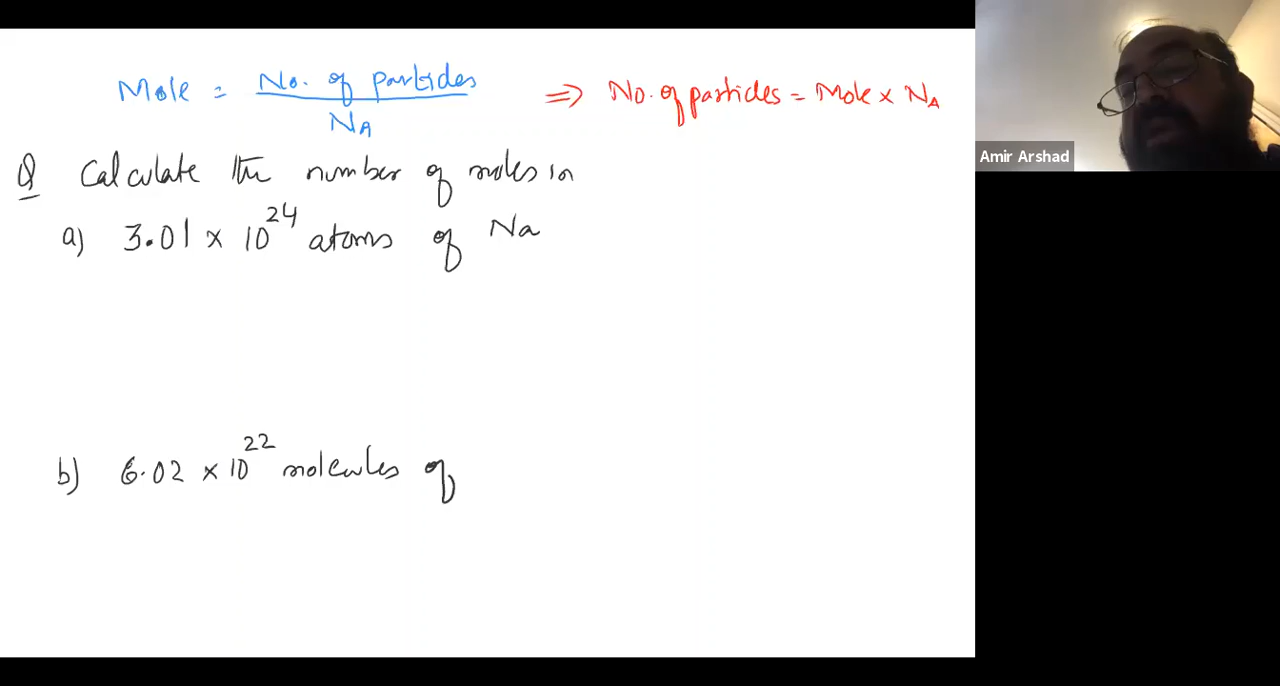 Mole = No. of particles / NA ⇒ No. of particles = Mole × NA
Q Calculate the number of moles in
a) 3.01 × 10^24 atoms of Na
b) 6.02 × 10^22 molecules of
Amir Arshad